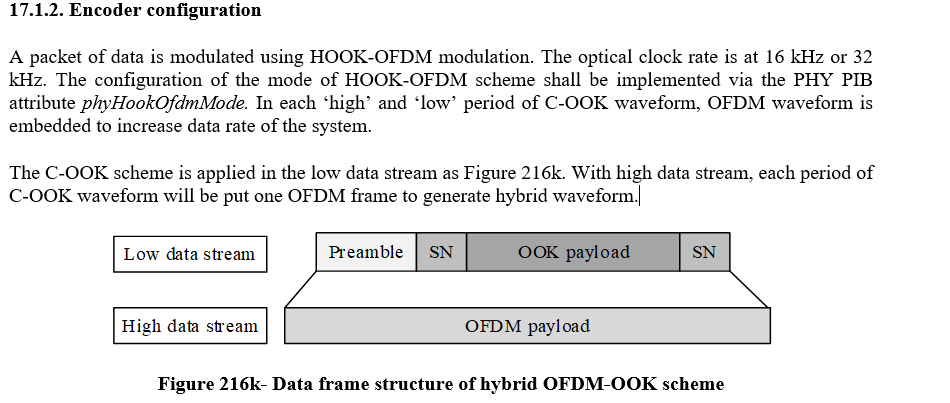 17.1.2. Encoder configuration
A packet of data is modulated using HOOK-OFDM modulation. The optical clock rate is at 16 kHz or 32
kHz. The configuration of the mode of HOOK-OFDM scheme shall be implemented via the PHY PIB
attribute phyHookOfdmMode. In each ‘high’ and ‘low’ period of C-OOK waveform, OFDM waveform is
embedded to increase data rate of the system.
The C-OOK scheme is applied in the low data stream as Figure 216k. With high data stream, each period of
C-OOK waveform will be put one OFDM frame to generate hybrid waveform.
Low data stream Preamble SN OOK payload SN
High data stream OFDM payload
Figure 216k- Data frame structure of hybrid OFDM-OOK scheme